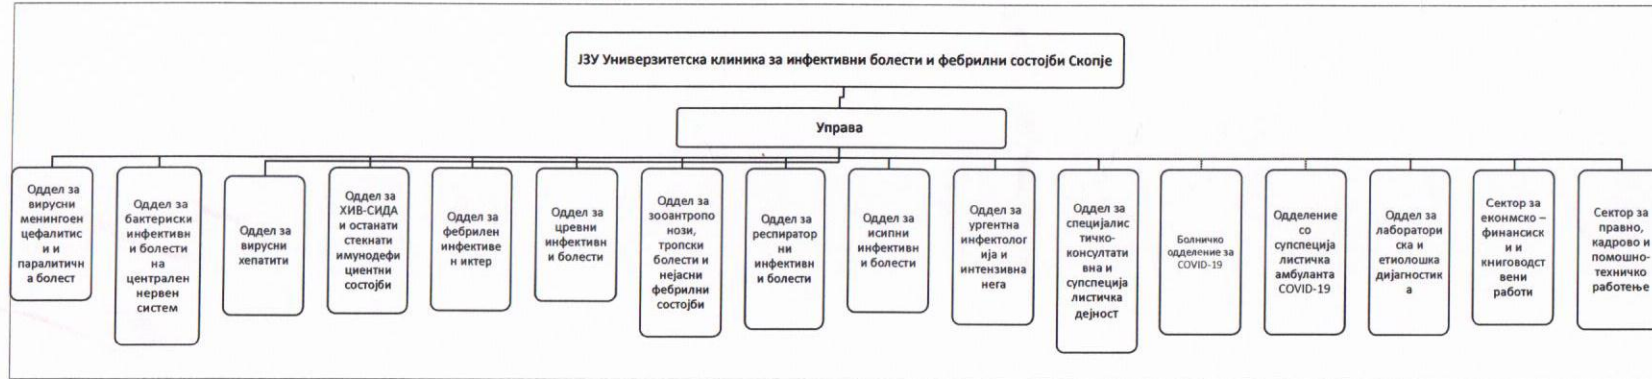 ЈЗУ Универзитетска клиника за инфективни болести и фебрилни состојби Скопје
Управа
Оддел за
вирусни
менингоен
цефалитис
и и
паралитичн
а болест
Оддел за
бактериски
инфективн
и болести
на
централен
нервен
систем
Оддел за
вирусни
хепатити
Оддел за
ХИВ-СИДА
и останати
стекнати
имунодефи
циентни
состојби
Оддел за
фебрилен
инфективе
н иктер
Оддел за
цревни
инфективн
и болести
Оддел за
зооантропо
нози,
тропски
болести и
нејасни
фебрилни
состојби
Оддел за
респиратор
ни
инфективн
и болести
Оддел за
исипни
инфективн
и болести
Оддел за
ургентна
инфектолог
ија и
интензивна
нега
Оддел за
специјалис
тичко-
консултати
вна и
супспеција
листичка
дејност
Болничко
одделение за
COVID-19
Одделение
со
супспеција
листичка
амбуланта
COVID-19
Оддел за
лаборатори
ска и
етиолошка
дијагностик
а
Сектор за
еконмско –
финансиск
и и
книговодст
вени
работи
Сектор за
правно,
кадрово и
помошно-
техничко
работење